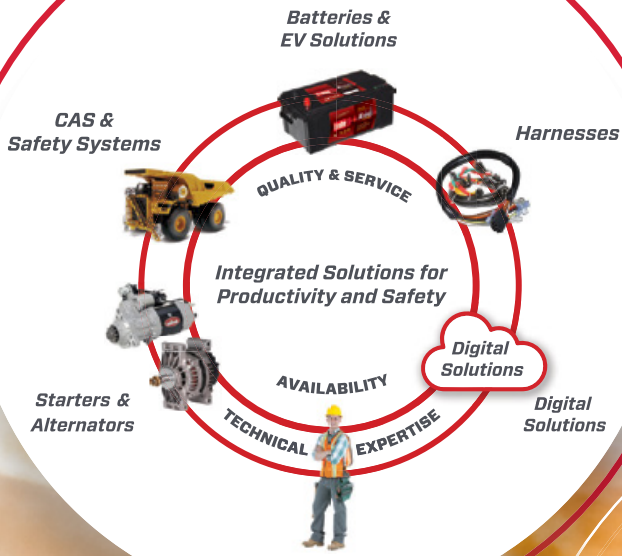 Batteries &
EV Solutions
CAS &
Safety Systems
Harnesses
QUALITY & SERVICE
Integrated Solutions for
Productivity and Safety
Digital
Solutions
AVAILABILITY
TECHNICAL EXPERTISE
Starters &
Alternators
Digital
Solutions